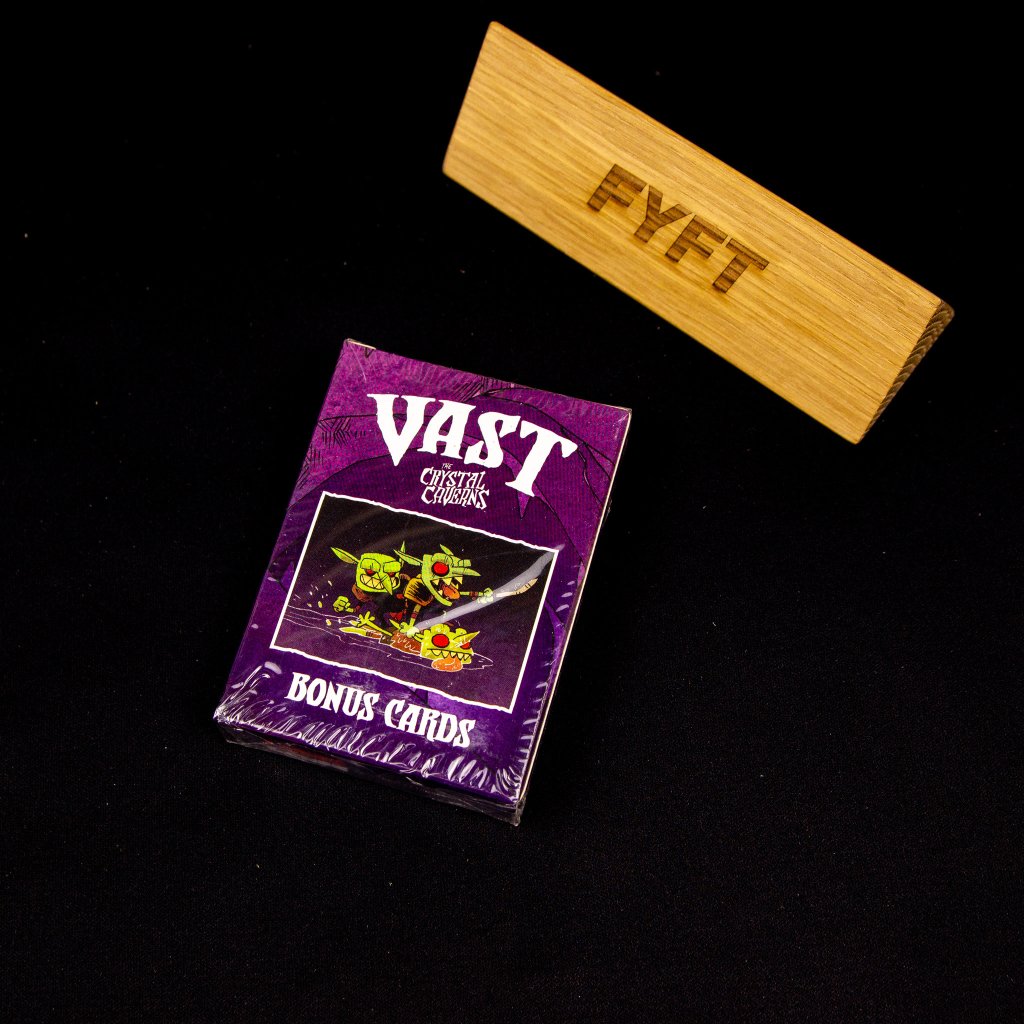 FYFT
VAST
THE
CRYSTAL
CAVERNS
BONUS CARDS